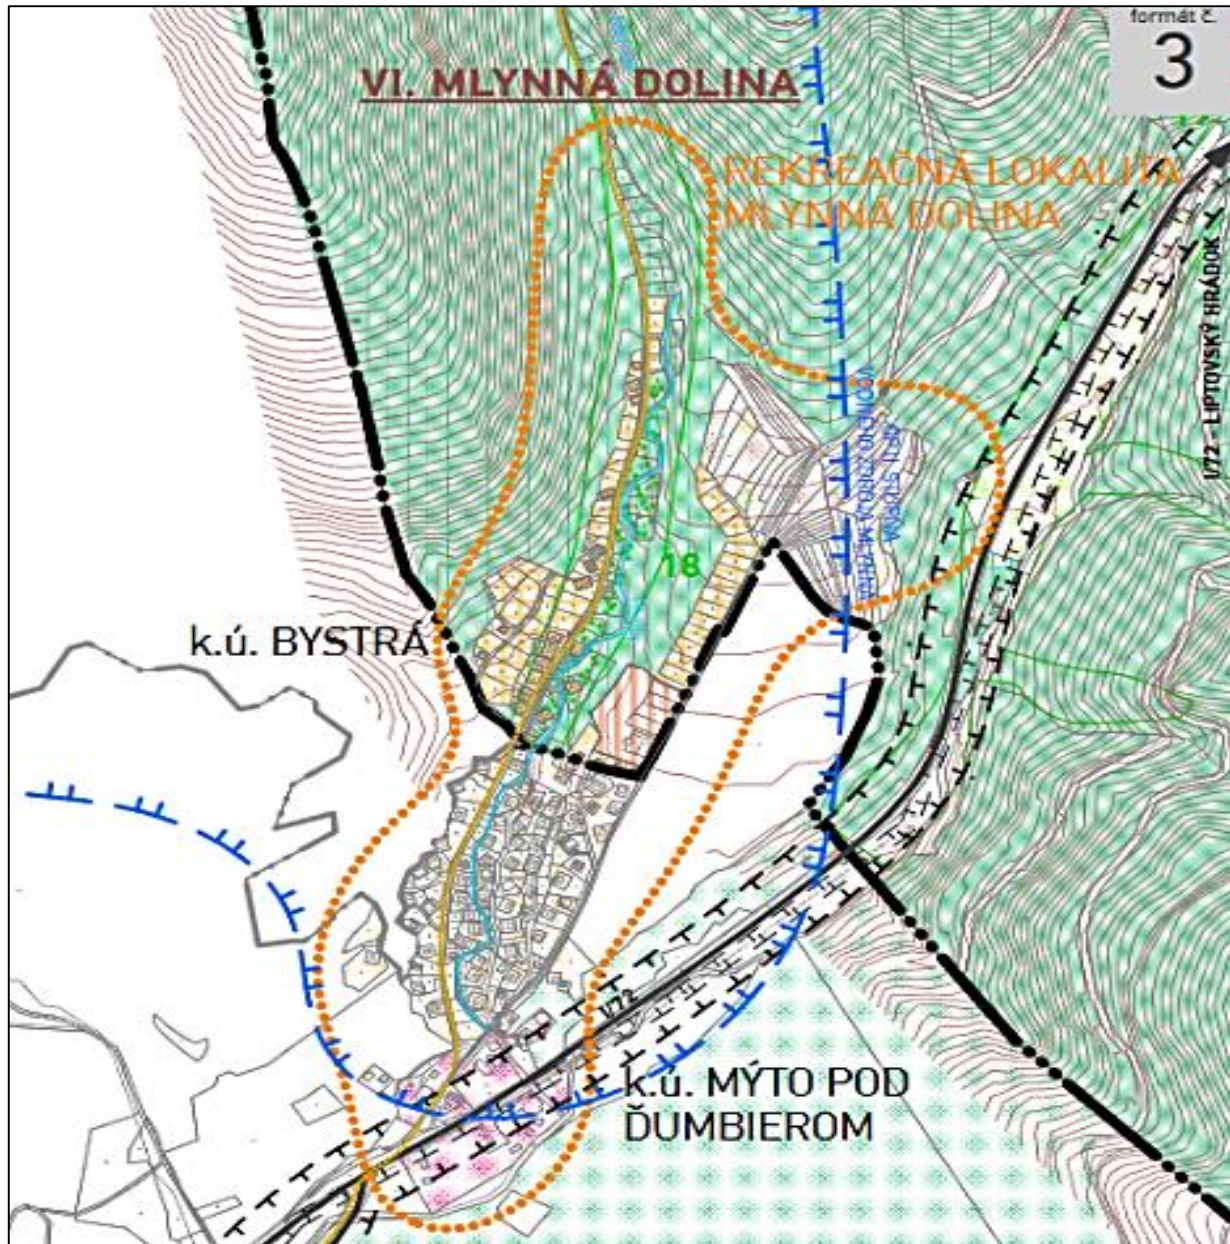 formát č.
3
VI. MLYNNÁ DOLINA
REKREAČNÁ LOKALITA
MLYNNÁ DOLINA
I/72 - LIPTOVSKÝ HRÁDOK
18
k.ú. BYSTRÁ
I/72
k.ú. MÝTO POD
ĎUMBIEROM